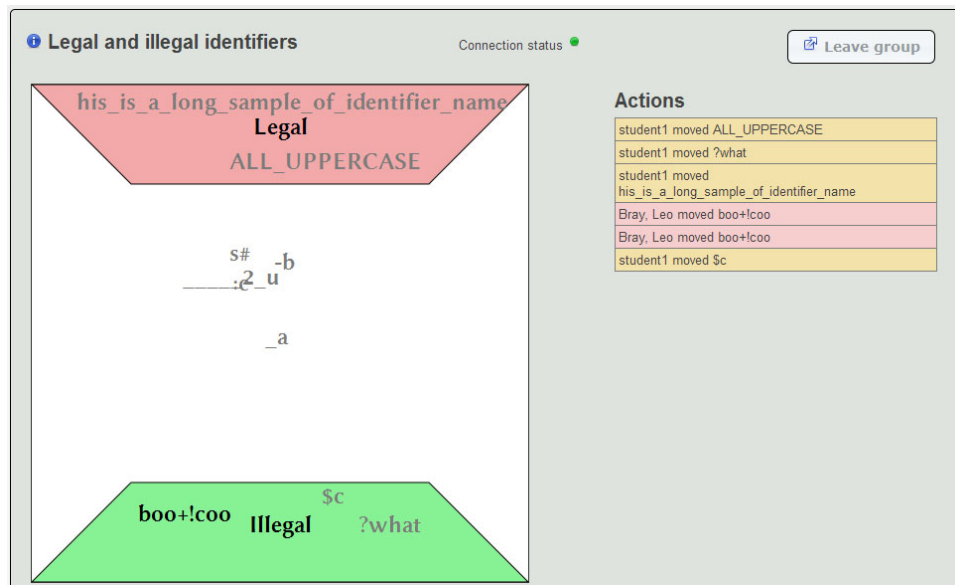 Legal and illegal identifiers
Connection status
Leave group
his_is_a_long_sample_of_identifier_name
Legal
ALL_UPPERCASE
s#
-b
:c
_a
$c
boo+!coo
Illegal
?what
Actions
student1 moved ALL_UPPERCASE
student1 moved ?what
student1 moved
his_is_a_long_sample_of_identifier_name
Bray, Leo moved boo+!coo
Bray, Leo moved boo+!coo
student1 moved $c